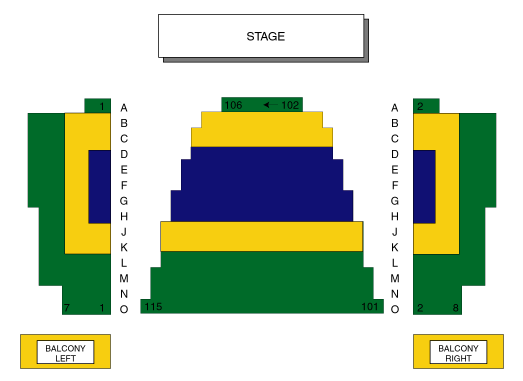 STAGE
1 A 106 ← 102 A 2
B B
C C
D D
E E
F F
G G
H H
J J
K K
L L
M M
N N
7 1 O 115 101 O 2 8
BALCONY
LEFT
BALCONY
RIGHT